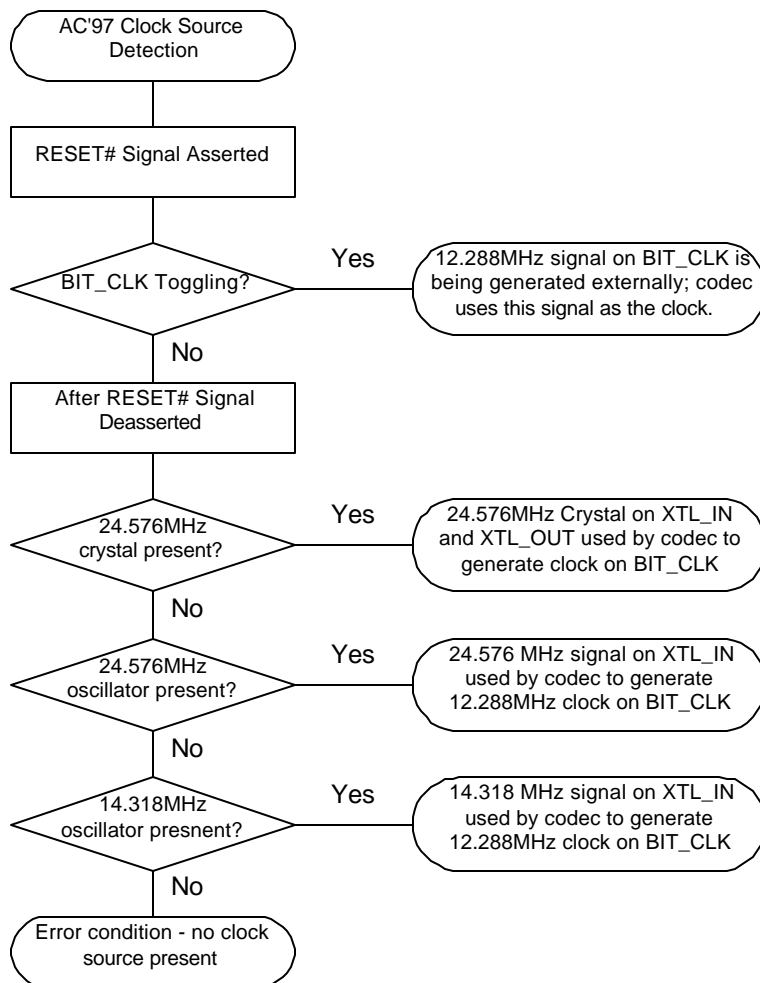 AC'97 Clock Source
Detection
RESET# Signal Asserted
BIT_CLK Toggling?
Yes
12.288MHz signal on BIT_CLK is
being generated externally; codec
uses this signal as the clock.
No
After RESET# Signal
Deasserted
24.576MHz
crystal present?
Yes
24.576MHz Crystal on XTL_IN
and XTL_OUT used by codec to
generate clock on BIT_CLK
No
24.576MHz
oscillator present?
Yes
24.576 MHz signal on XTL_IN
used by codec to generate
12.288MHz clock on BIT_CLK
No
14.318MHz
oscillator presnent?
Yes
14.318 MHz signal on XTL_IN
used by codec to generate
12.288MHz clock on BIT_CLK
No
Error condition - no clock
source present